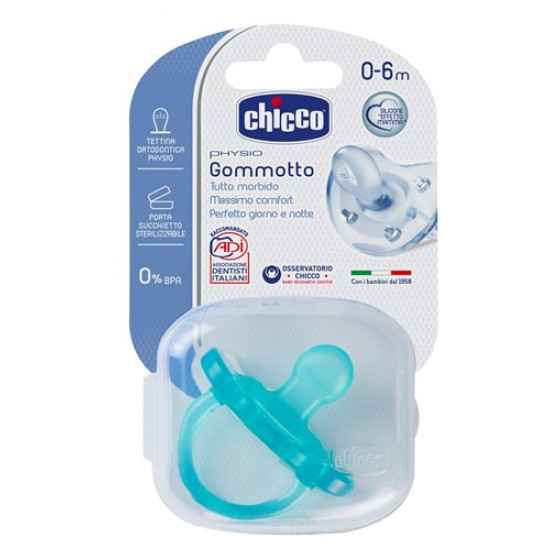 0-6m
chicco
SILICONE
"EFFETTO
MAMMA"
PHYSIO
Gommotto
Tutto morbido
Massimo comfort
Perfetto giorno e notte
TETTINA
ORTODONTICA
PHYSIO
PORTA
SUCCHIETTO
STERILIZZABILE
0% BPA
RACCOMANDATO
ADI
ASSOCIAZIONE
DENTISTI
ITALIANI
OSSERVATORIO
CHICCO
BABY RESEARCH CENTER
Con i bambini dal 1958
chicco